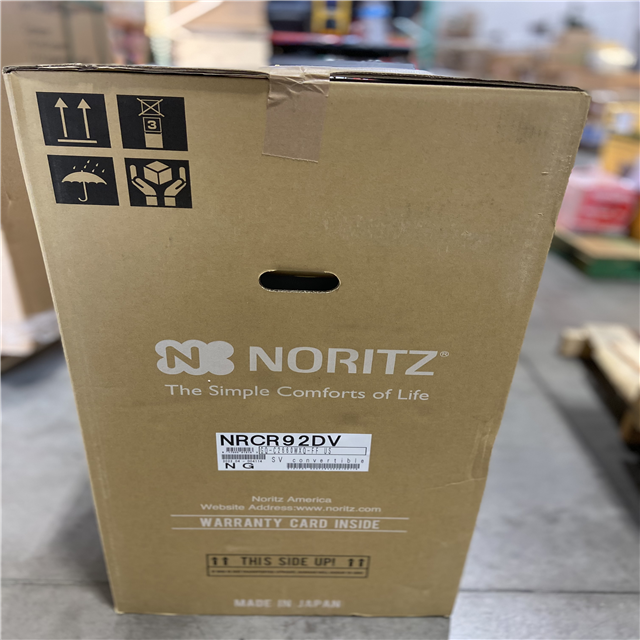 3
NORITZ®
The Simple Comforts of Life
NRCR92DV
SV convertible
NG
Noritz America
Website Address:www.noritz.com
WARRANTY CARD INSIDE
THIS SIDE UP!
MADE IN JAPAN